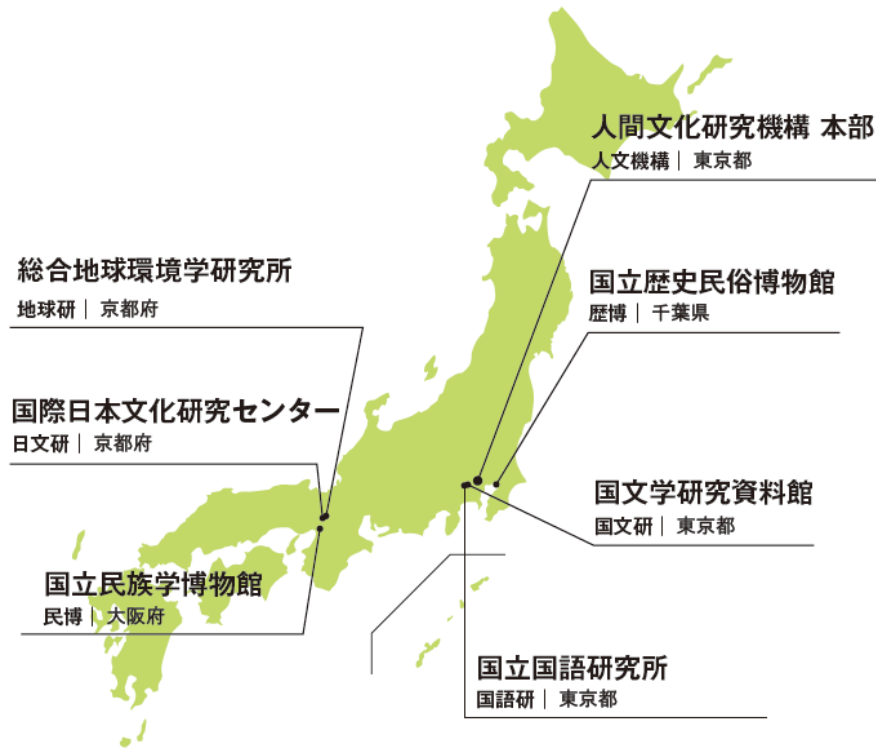 人間文化研究機構 本部
人文機構｜東京都
総合地球環境学研究所
地球研｜京都府
国立歴史民俗博物館
歴博｜千葉県
国際日本文化研究センター
日文研｜京都府
国文学研究資料館
国文研｜東京都
国立民族学博物館
民博｜大阪府
国立国語研究所
国語研｜東京都